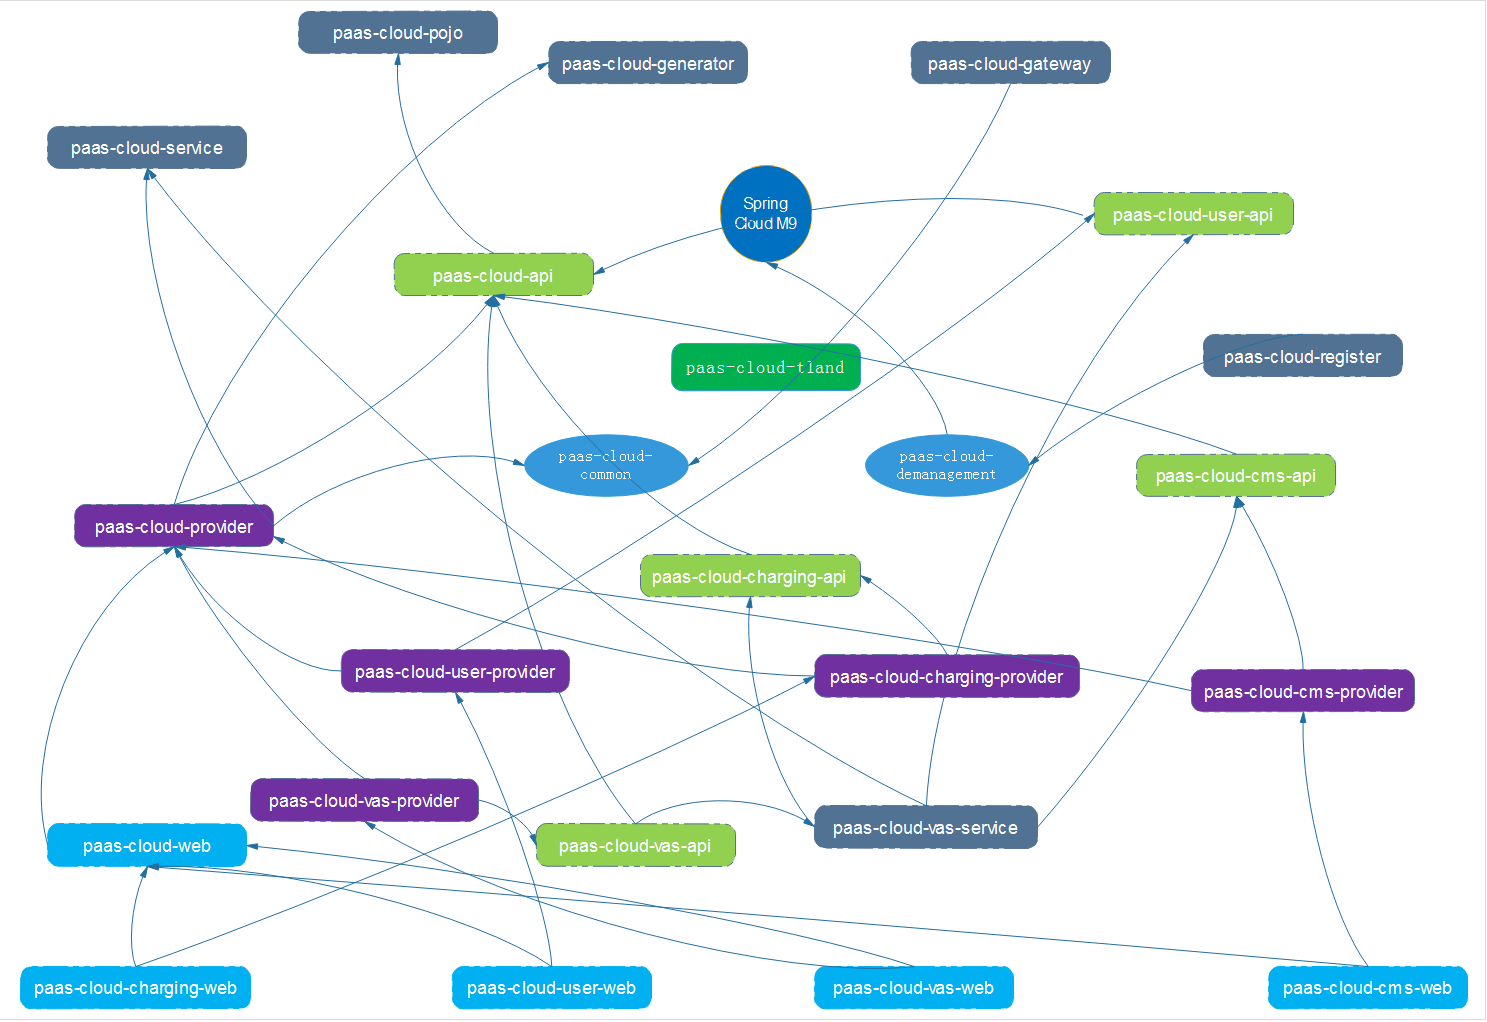 paas-cloud-pojo
paas-cloud-generator
paas-cloud-gateway
paas-cloud-service
Spring
Cloud M9
paas-cloud-user-api
paas-cloud-api
paas-cloud-register
paas-cloud-tland
paas-cloud-
common
paas-cloud-
demanagement
paas-cloud-cms-api
paas-cloud-provider
paas-cloud-charging-api
paas-cloud-user-provider
paas-cloud-charging-provider
paas-cloud-cms-provider
paas-cloud-vas-provider
paas-cloud-vas-service
paas-cloud-web
paas-cloud-vas-api
paas-cloud-charging-web
paas-cloud-user-web
paas-cloud-vas-web
paas-cloud-cms-web